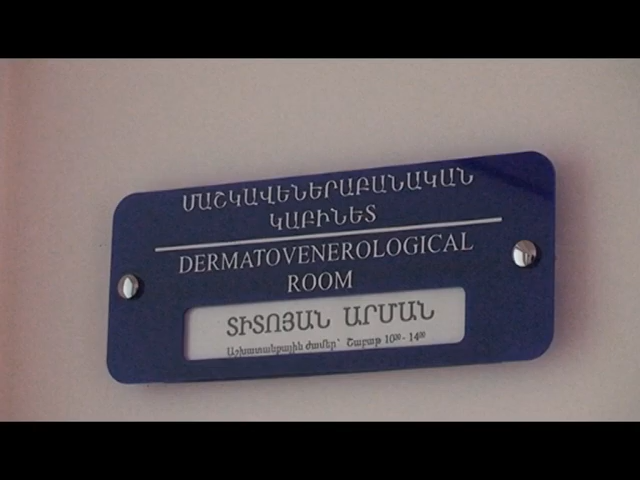 ՄԱՇԿԱՎԵՆԵՐԱԲԱՆԱԿԱՆ
ԿԱԲԻՆԵՏ
DERMATOVENEROLOGICAL
ROOM
ՏԻՏՈՅԱՆ ԱՐՄԱՆ
Աշխատանքային ժամեր՝ Շաբաթ 10⁰⁰ - 14⁰⁰